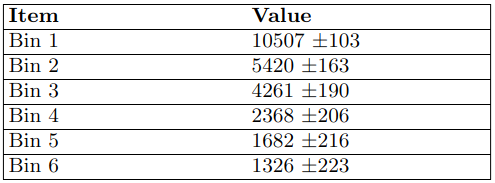 Item Value
Bin 1 10507 ±103
Bin 2 5420 ±163
Bin 3 4261 ±190
Bin 4 2368 ±206
Bin 5 1682 ±216
Bin 6 1326 ±223